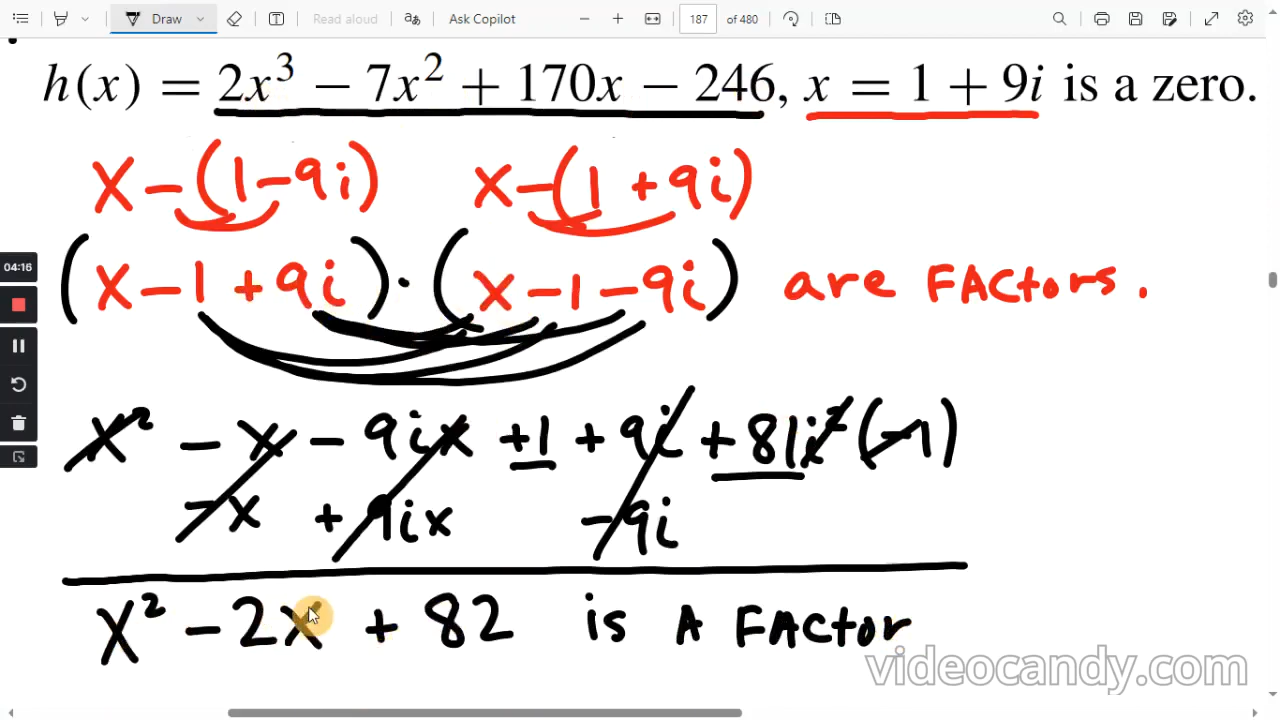 Draw Read aloud aあ Ask Copilot 187 of 480
h(x) = 2x³ − 7x² + 170x − 246, x = 1 + 9i is a zero.
x − (1 − 9i) x − (1 + 9i)
(x − 1 + 9i) · (x − 1 − 9i) are FActors.
04:16
x² − x − 9ix + 1 + 9i + 81i² (−1)
− x + 9ix − 9i
x² − 2x + 82 is A FActor
videocandy.com